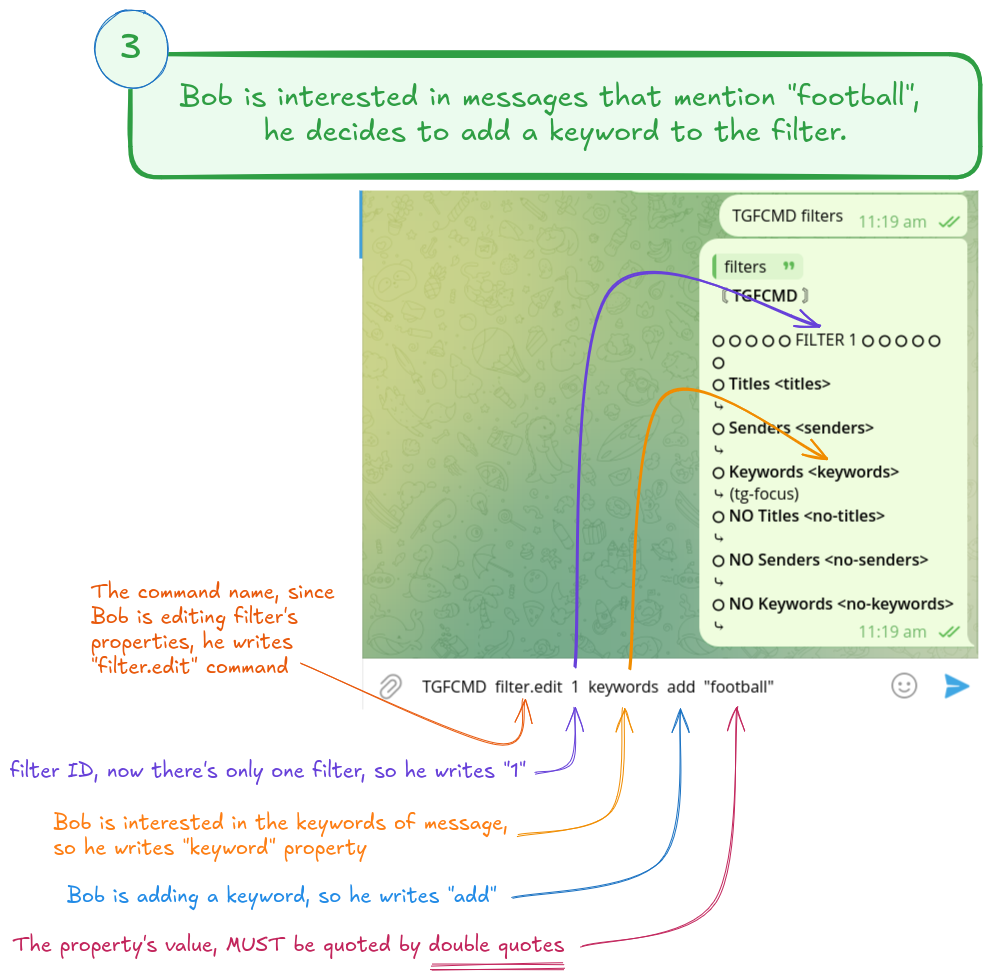 3
Bob is interested in messages that mention "football",
he decides to add a keyword to the filter.
TGFCMD filters 11:19 am
filters
〘TGFCMD〙
○○○○○ FILTER 1 ○○○○○
○
○ Titles <titles>
⤷
○ Senders <senders>
⤷
○ Keywords <keywords>
⤷ (tg-focus)
○ NO Titles <no-titles>
⤷
○ NO Senders <no-senders>
⤷
○ NO Keywords <no-keywords>
⤷
11:19 am
The command name, since
Bob is editing filter's
properties, he writes
"filter.edit" command
TGFCMD filter.edit 1 keywords add "football"
filter ID, now there's only one filter, so he writes "1"
Bob is interested in the keywords of message,
so he writes "keyword" property
Bob is adding a keyword, so he writes "add"
The property's value, MUST be quoted by double quotes